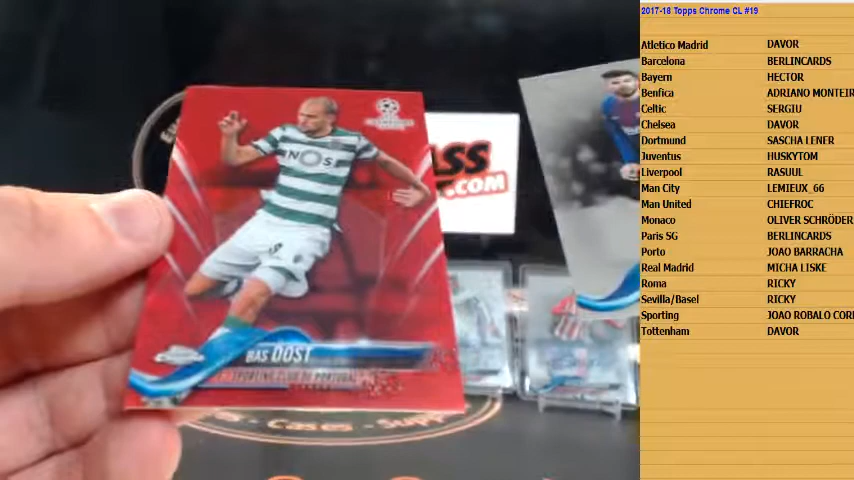 2017-18 Topps Chrome CL #19
Atletico Madrid DAVOR
Barcelona BERLINCARDS
Bayern HECTOR
Benfica ADRIANO MONTEIR
Celtic SERGIU
Chelsea DAVOR
Dortmund SASCHA LENER
Juventus HUSKYTOM
Liverpool RASUUL
Man City LEMIEUX_66
Man United CHIEFROC
Monaco OLIVER SCHRÖDER
Paris SG BERLINCARDS
Porto JOAO BARRACHA
Real Madrid MICHA LISKE
Roma RICKY
Sevilla/Basel RICKY
Sporting JOAO ROBALO COR
Tottenham DAVOR
NOS
BAS DOST
SPORTING CLUBE DE PORTUGAL
ASS
.COM
- Cases -